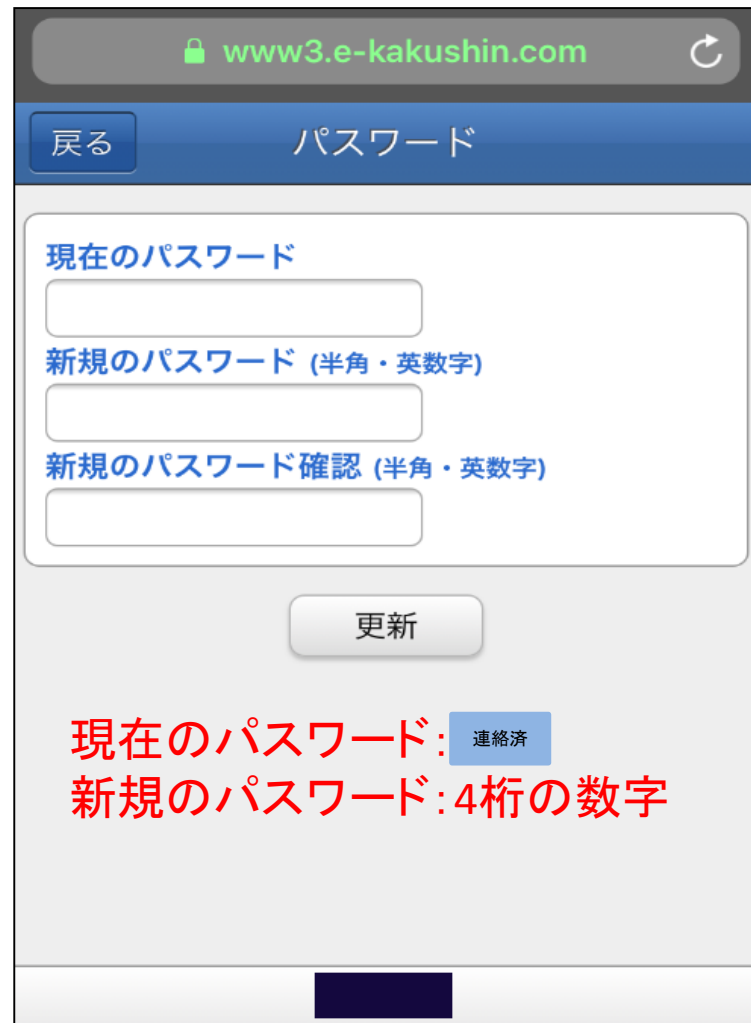 www3.e-kakushin.com
戻る パスワード
現在のパスワード
新規のパスワード (半角・英数字)
新規のパスワード確認 (半角・英数字)
更新
現在のパスワード:連絡済
新規のパスワード:4桁の数字